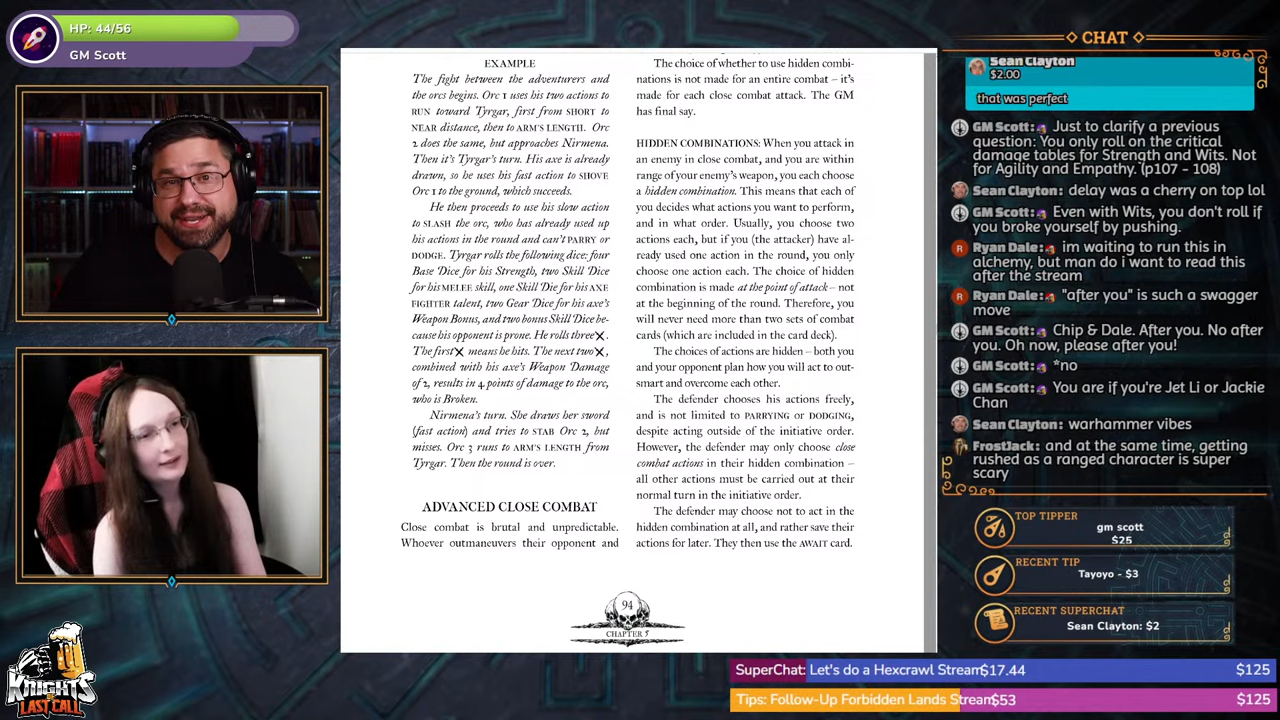 HP: 44/56
GM Scott
EXAMPLE
The fight between the adventurers and
the orcs begins. Orc 1 uses his two actions to
RUN toward Tyrgar, first from SHORT to
NEAR distance, then to ARM'S LENGTH. Orc
2 does the same, but approaches Nirmena.
Then it's Tyrgar's turn. His axe is already
drawn, so he uses his fast action to SHOVE
Orc 1 to the ground, which succeeds.
He then proceeds to use his slow action
to SLASH the orc, who has already used up
his actions in the round and can't PARRY or
DODGE. Tyrgar rolls the following dice: four
Base Dice for his Strength, two Skill Dice
for his MELEE skill, one Skill Die for his AXE
FIGHTER talent, two Gear Dice for his axe's
Weapon Bonus, and two bonus Skill Dice be-
cause his opponent is prone. He rolls three X.
The first X means he hits. The next two X,
combined with his axe's Weapon Damage
of 2, results in 4 points of damage to the orc,
who is Broken.
Nirmena's turn. She draws her sword
(fast action) and tries to STAB Orc 2, but
misses. Orc 3 runs to ARM'S LENGTH from
Tyrgar. Then the round is over.
ADVANCED CLOSE COMBAT
Close combat is brutal and unpredictable.
Whoever outmaneuvers their opponent and
The choice of whether to use hidden combi-
nations is not made for an entire combat – it's
made for each close combat attack. The GM
has final say.
HIDDEN COMBINATIONS: When you attack in
an enemy in close combat, and you are within
range of your enemy's weapon, you each choose
a hidden combination. This means that each of
you decides what actions you want to perform,
and in what order. Usually, you choose two
actions each, but if you (the attacker) have al-
ready used one action in the round, you only
choose one action each. The choice of hidden
combination is made at the point of attack – not
at the beginning of the round. Therefore, you
will never need more than two sets of combat
cards (which are included in the card deck).
The choices of actions are hidden – both you
and your opponent plan how you will act to out-
smart and overcome each other.
The defender chooses his actions freely,
and is not limited to PARRYING or DODGING,
despite acting outside of the initiative order.
However, the defender may only choose close
combat actions in their hidden combination –
all other actions must be carried out at their
normal turn in the initiative order.
The defender may choose not to act in the
hidden combination at all, and rather save their
actions for later. They then use the AWAIT card.
94
CHAPTER 5
CHAT
Sean Clayton
$2.00
that was perfect
GM Scott: Just to clarify a previous
question: You only roll on the critical
damage tables for Strength and Wits. Not
for Agility and Empathy. (p107 - 108)
Sean Clayton: delay was a cherry on top lol
GM Scott: Even with Wits, you don't roll if
you broke yourself by pushing.
Ryan Dale: im waiting to run this in
alchemy, but man do i want to read this
after the stream
Ryan Dale: "after you" is such a swagger
move
GM Scott: Chip & Dale. After you. No after
you. Oh now, please after you!
GM Scott: *no
GM Scott: You are if you're Jet Li or Jackie
Chan
Sean Clayton: warhammer vibes
FrostJack: and at the same time, getting
rushed as a ranged character is super
scary
TOP TIPPER
gm scott
$25
RECENT TIP
Tayoyo - $3
RECENT SUPERCHAT
Sean Clayton: $2
KNIGHTS
OF
LAST CALL
SuperChat: Let's do a Hexcrawl Stream $17.44 $125
Tips: Follow-Up Forbidden Lands Stream $53 $125